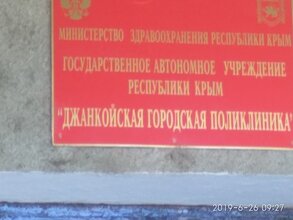 МИНИСТЕРСТВО ЗДРАВООХРАНЕНИЯ РЕСПУБЛИКИ КРЫМ
ГОСУДАРСТВЕННОЕ АВТОНОМНОЕ УЧРЕЖДЕНИЕ
РЕСПУБЛИКИ КРЫМ
"ДЖАНКОЙСКАЯ ГОРОДСКАЯ ПОЛИКЛИНИКА"
2019-6-26 09:27